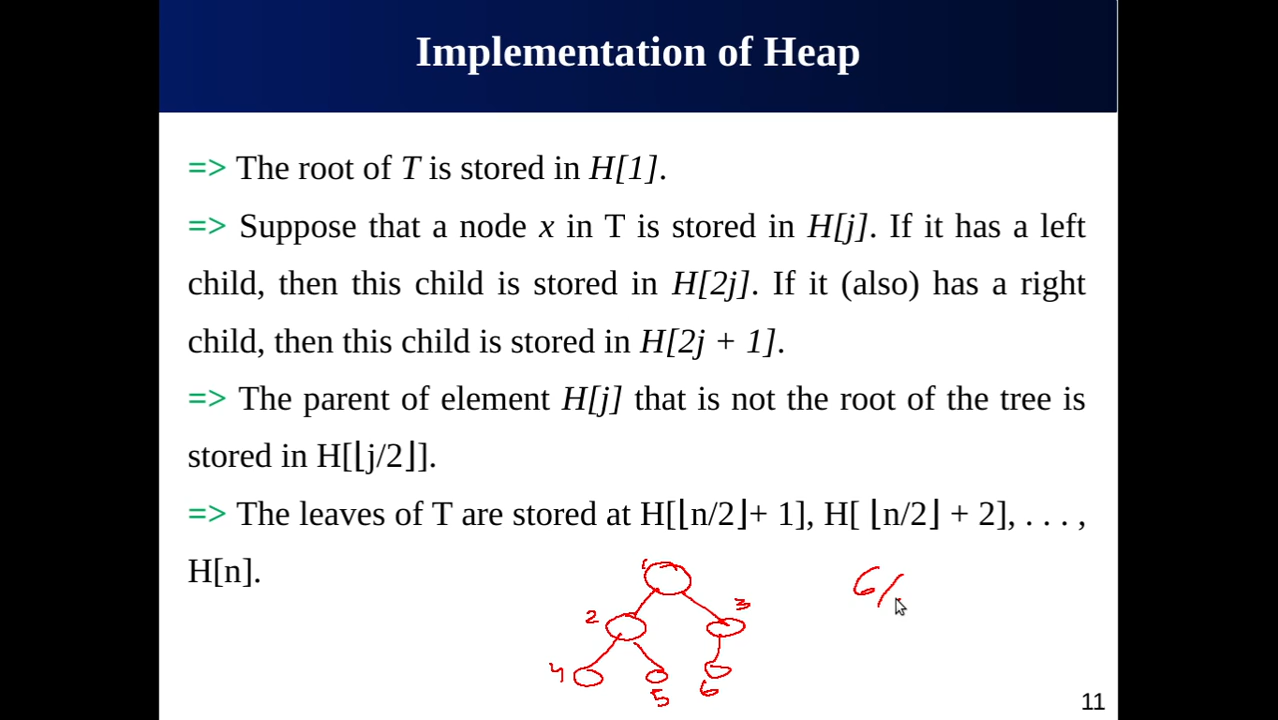 Implementation of Heap
=> The root of T is stored in H[1].
=> Suppose that a node x in T is stored in H[j]. If it has a left
child, then this child is stored in H[2j]. If it (also) has a right
child, then this child is stored in H[2j + 1].
=> The parent of element H[j] that is not the root of the tree is
stored in H[⌊j/2⌋].
=> The leaves of T are stored at H[⌊n/2⌋+ 1], H[ ⌊n/2⌋ + 2], . . . ,
H[n].
1
6/
2 3
4 5 6
11